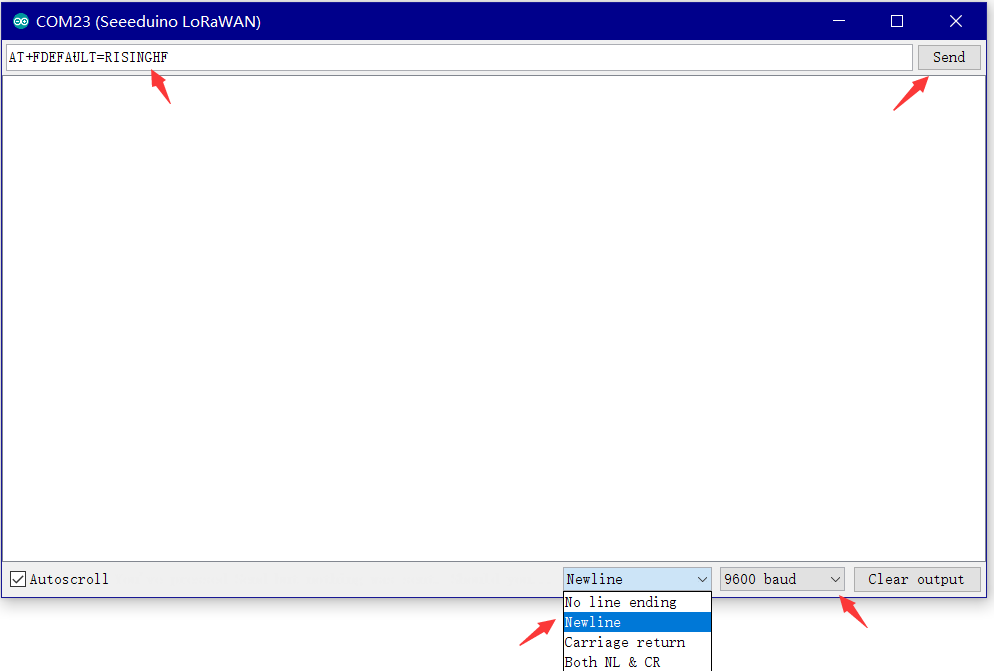 COM23 (Seeeduino LoRaWAN)
AT+FDEFAULT=RISINGHF
Send
Autoscroll
Newline
9600 baud
Clear output
No line ending
Newline
Carriage return
Both NL & CR